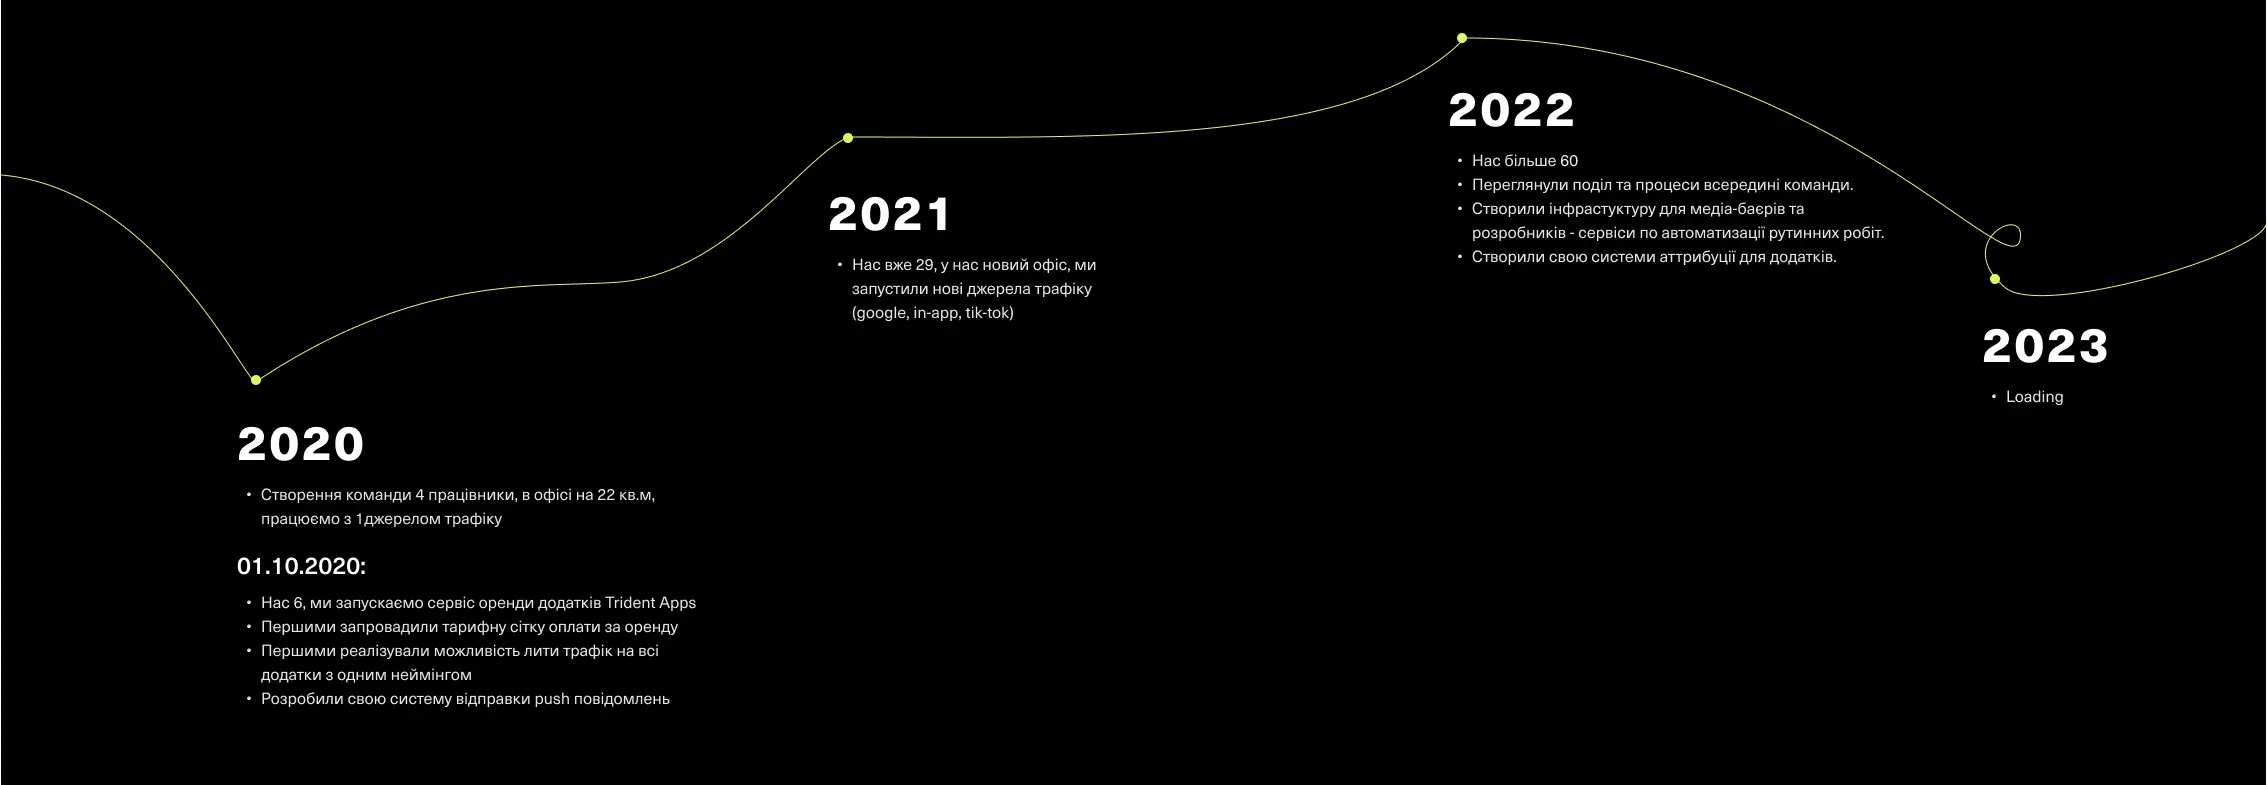 2020
• Створення команди 4 працівники, в офісі на 22 кв.м,
працюємо з 1джерелом трафіку
01.10.2020:
• Нас 6, ми запускаємо сервіс оренди додатків Trident Apps
• Першими запровадили тарифну сітку оплати за оренду
• Першими реалізували можливість лити трафік на всі
додатки з одним неймінгом
• Розробили свою систему відправки push повідомлень
2021
• Нас вже 29, у нас новий офіс, ми
запустили нові джерела трафіку
(google, in-app, tik-tok)
2022
• Нас більше 60
• Переглянули поділ та процеси всередині команди.
• Створили інфрастуктуру для медіа-баєрів та
розробників - сервіси по автоматизації рутинних робіт.
• Створили свою системи аттрибуції для додатків.
2023
• Loading